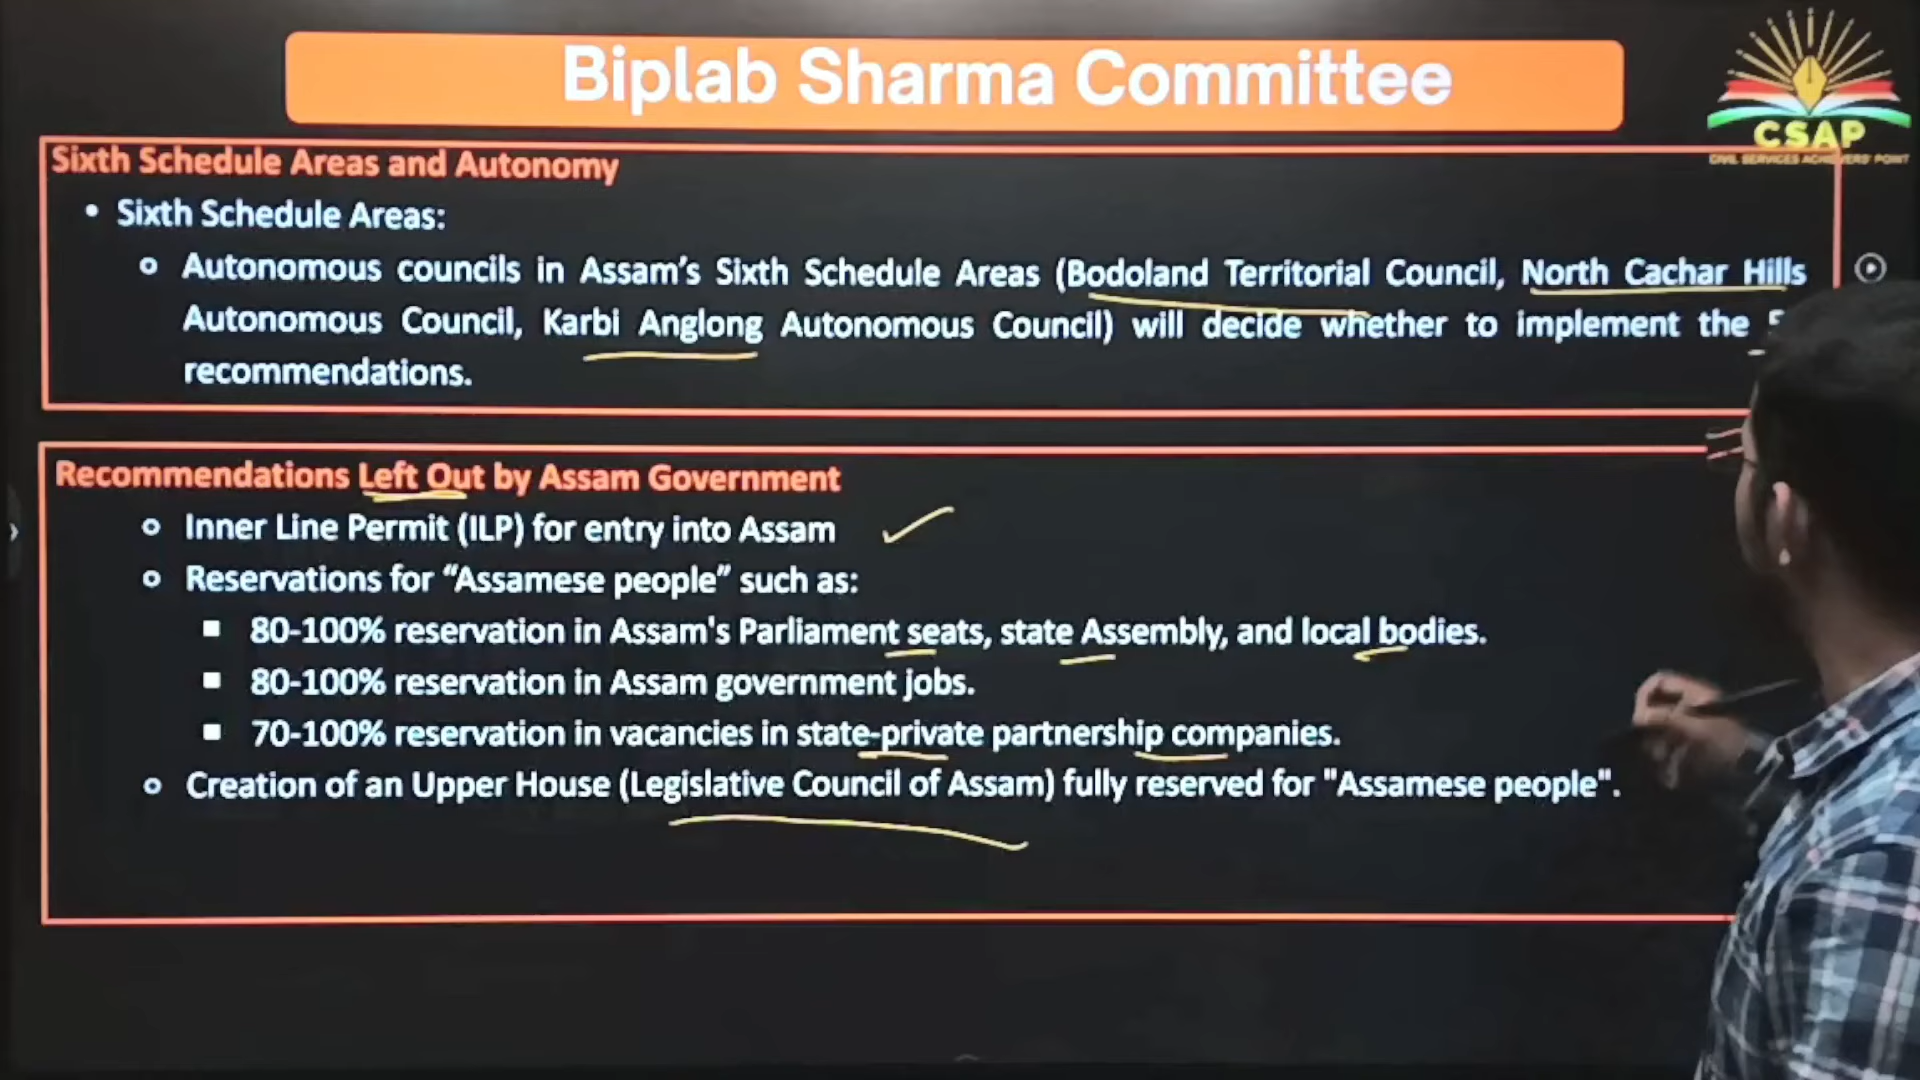 Biplab Sharma Committee
CSAP
CIVIL SERVICES ACHIEVERS' POINT
Sixth Schedule Areas and Autonomy
• Sixth Schedule Areas:
Autonomous councils in Assam's Sixth Schedule Areas (Bodoland Territorial Council, North Cachar Hills
Autonomous Council, Karbi Anglong Autonomous Council) will decide whether to implement the
recommendations.
Recommendations Left Out by Assam Government
Inner Line Permit (ILP) for entry into Assam
Reservations for “Assamese people” such as:
80-100% reservation in Assam's Parliament seats, state Assembly, and local bodies.
80-100% reservation in Assam government jobs.
70-100% reservation in vacancies in state-private partnership companies.
Creation of an Upper House (Legislative Council of Assam) fully reserved for "Assamese people".